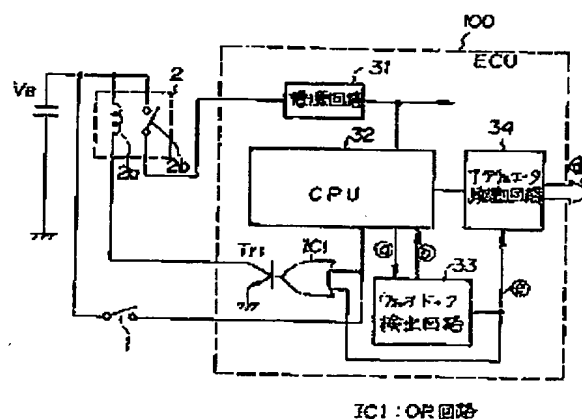 100
ECU
VB
2
31
電源回路
2a
2b
32
CPU
34
アクチュエータ
駆動回路
ⓓ
Tr1
IC1
ⓐ
ⓑ
33
ウォッチドッグ
検出回路
ⓒ
1
IC1:OR回路